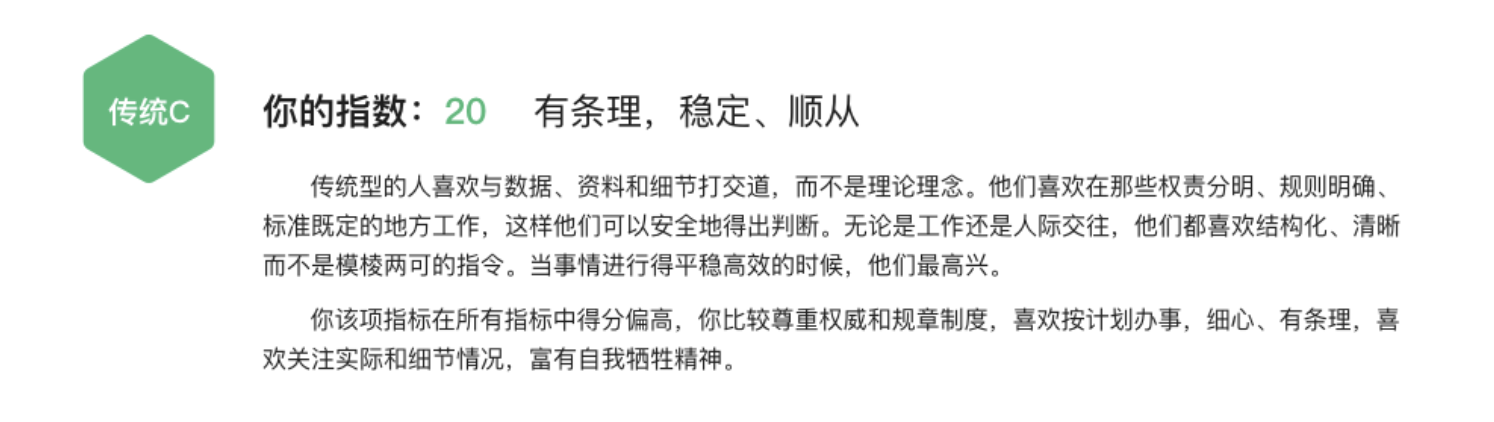 传统C
你的指数：20 有条理，稳定、顺从
传统型的人喜欢与数据、资料和细节打交道，而不是理论理念。他们喜欢在那些权责分明、规则明确、
标准既定的地方工作，这样他们可以安全地得出判断。无论是工作还是人际交往，他们都喜欢结构化、清晰
而不是模棱两可的指令。当事情进行得平稳高效的时候，他们最高兴。
你该项指标在所有指标中得分偏高，你比较尊重权威和规章制度，喜欢按计划办事，细心、有条理，喜
欢关注实际和细节情况，富有自我牺牲精神。